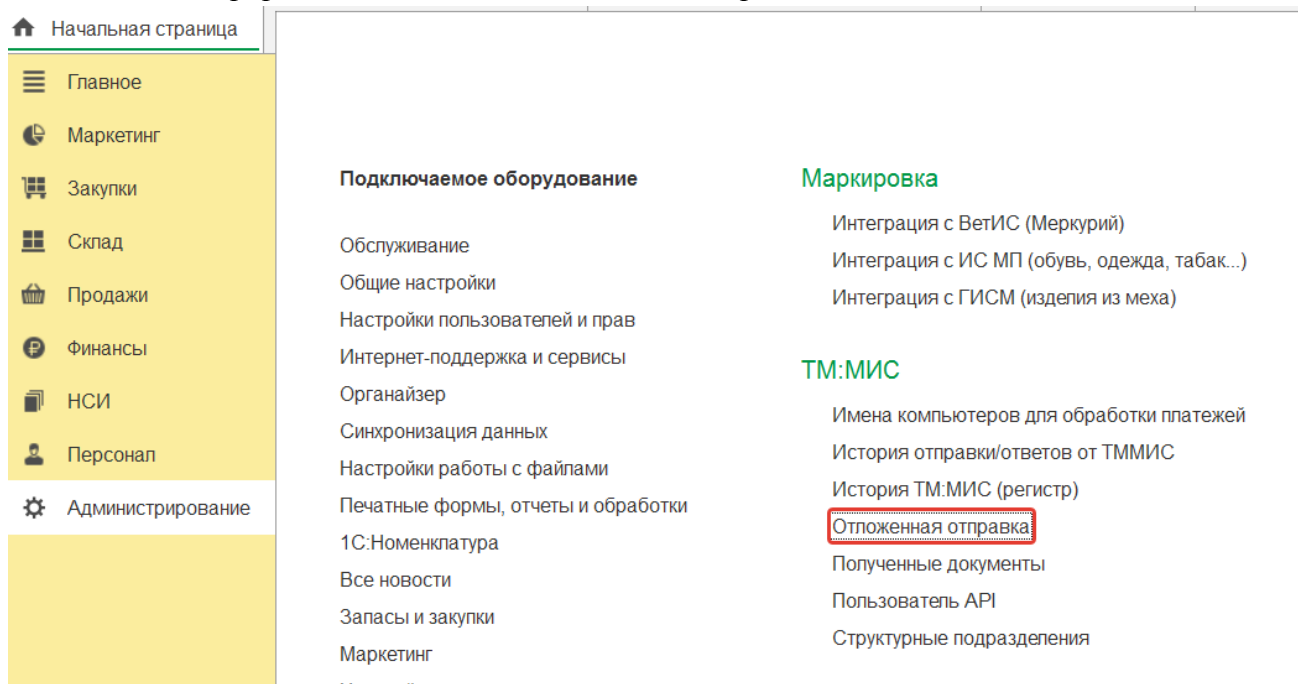 Начальная страница
Главное
Маркетинг
Закупки
Склад
Продажи
Финансы
НСИ
Персонал
Администрирование
Подключаемое оборудование
Обслуживание
Общие настройки
Настройки пользователей и прав
Интернет-поддержка и сервисы
Органайзер
Синхронизация данных
Настройки работы с файлами
Печатные формы, отчеты и обработки
1С:Номенклатура
Все новости
Запасы и закупки
Маркетинг
Маркировка
Интеграция с ВетИС (Меркурий)
Интеграция с ИС МП (обувь, одежда, табак...)
Интеграция с ГИСМ (изделия из меха)
ТМ:МИС
Имена компьютеров для обработки платежей
История отправки/ответов от ТММИС
История ТМ:МИС (регистр)
Отложенная отправка
Полученные документы
Пользователь API
Структурные подразделения